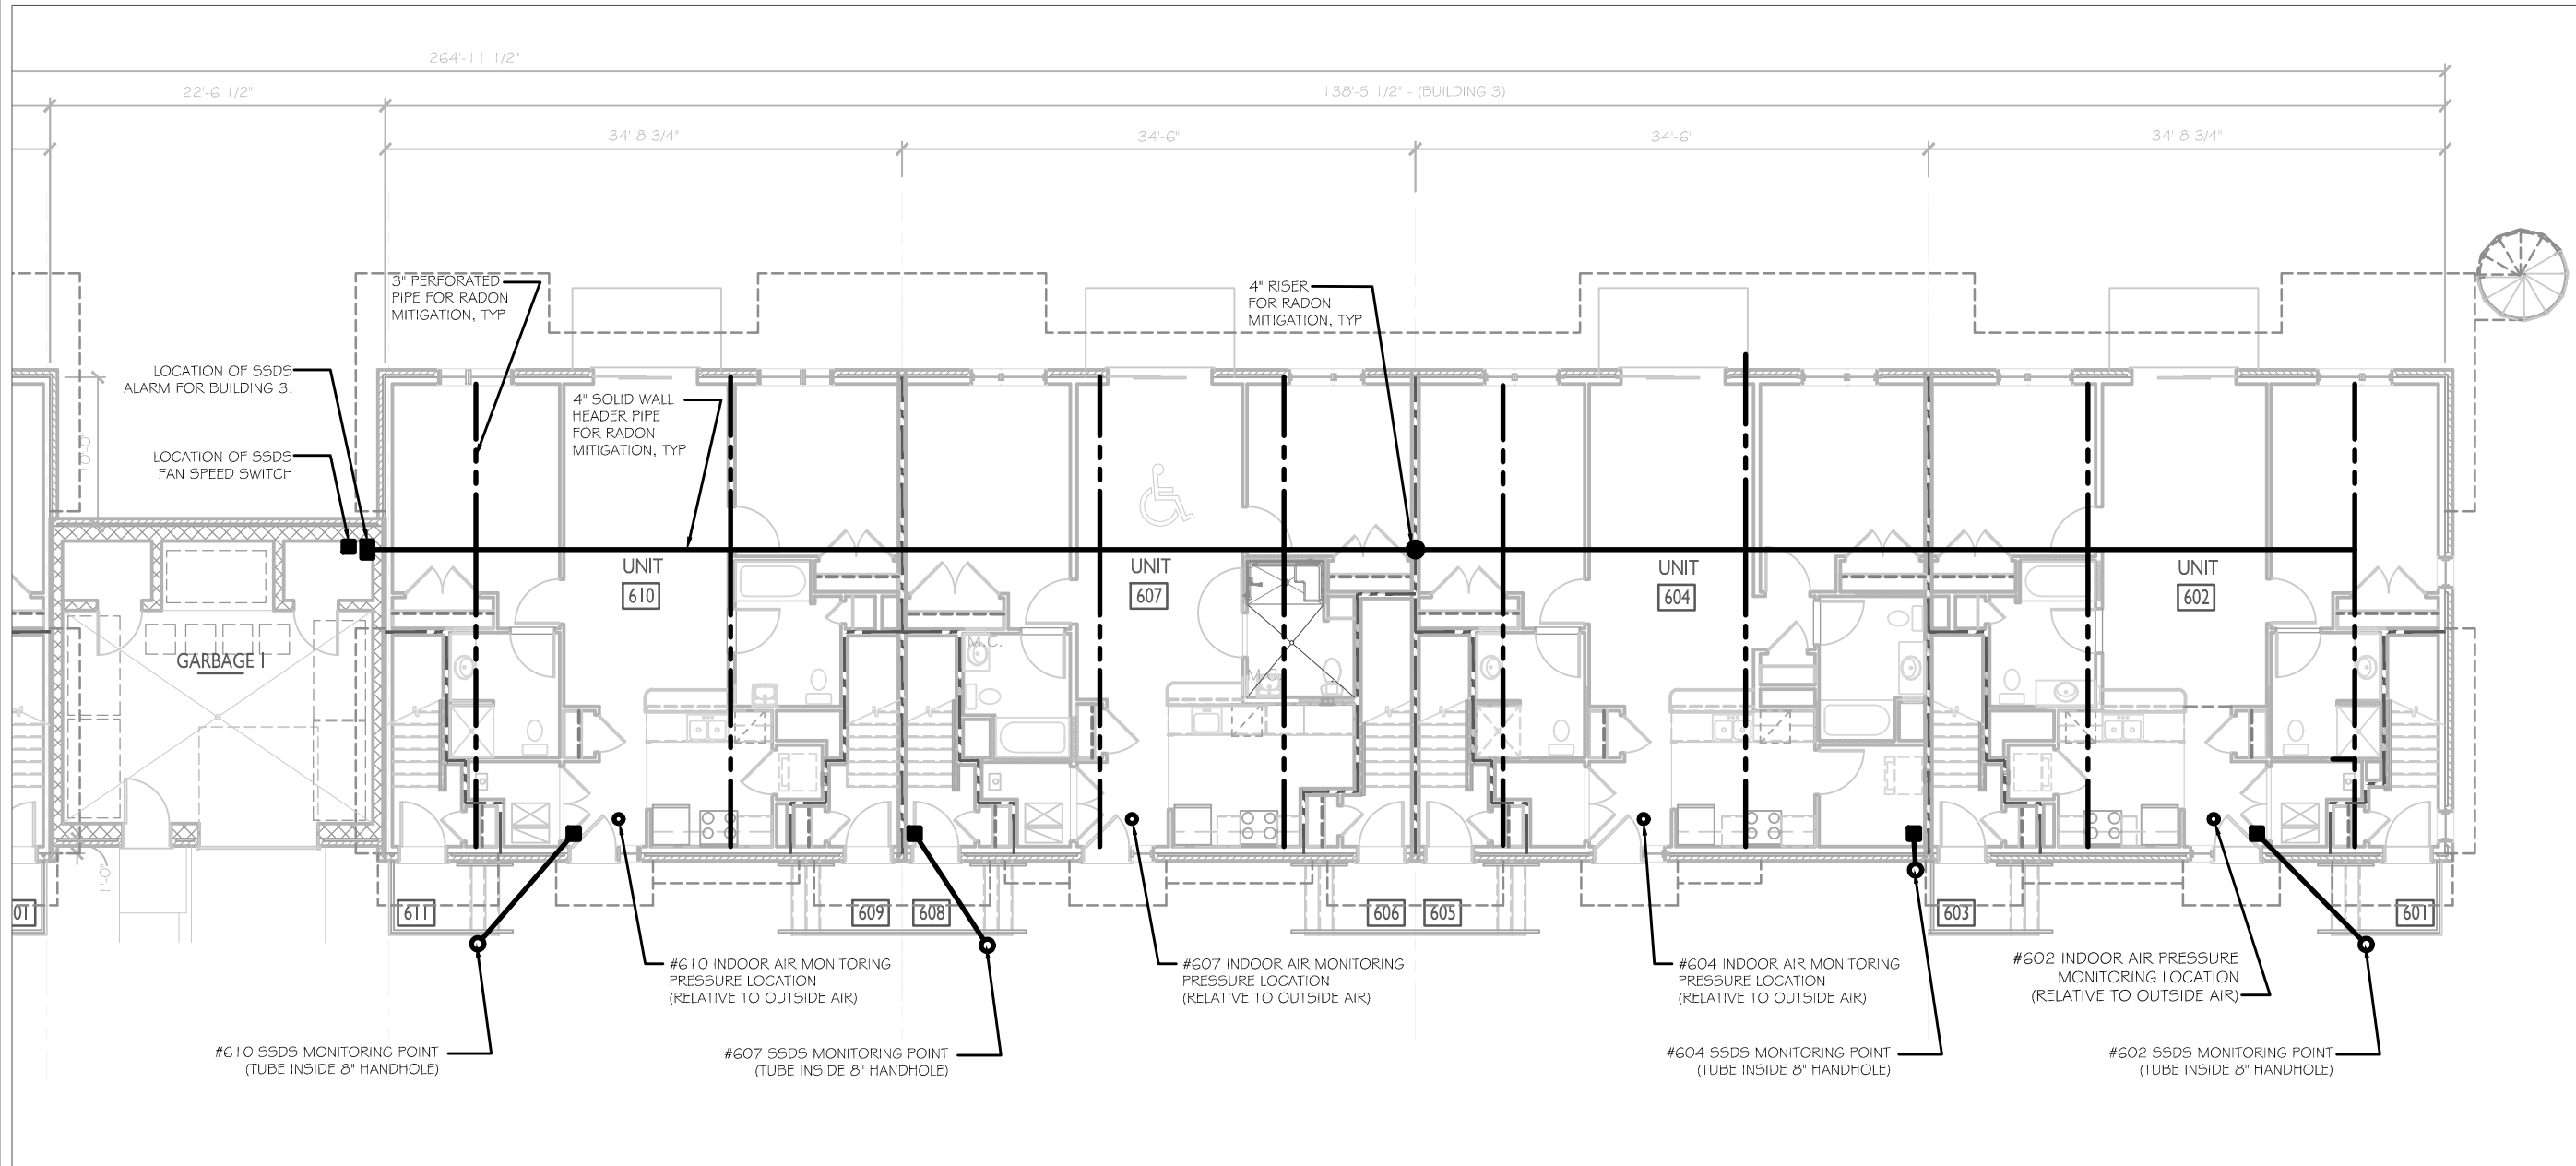 264'-11 1/2"
22'-6 1/2"
138'-5 1/2" - (BUILDING 3)
34'-8 3/4"
34'-6"
34'-6"
34'-8 3/4"
3" PERFORATED
PIPE FOR RADON
MITIGATION, TYP
4" RISER
FOR RADON
MITIGATION, TYP
LOCATION OF SSDS
ALARM FOR BUILDING 3.
4" SOLID WALL
HEADER PIPE
FOR RADON
MITIGATION, TYP
10'-0
LOCATION OF SSDS
FAN SPEED SWITCH
UNIT
610
UNIT
607
UNIT
604
UNIT
602
GARBAGE 1
M.C.
M.C.
1'-0"
01
611
609
608
606
605
603
601
#610 INDOOR AIR MONITORING
PRESSURE LOCATION
(RELATIVE TO OUTSIDE AIR)
#607 INDOOR AIR MONITORING
PRESSURE LOCATION
(RELATIVE TO OUTSIDE AIR)
#604 INDOOR AIR MONITORING
PRESSURE LOCATION
(RELATIVE TO OUTSIDE AIR)
#602 INDOOR AIR PRESSURE
MONITORING LOCATION
(RELATIVE TO OUTSIDE AIR)
#610 SSDS MONITORING POINT
(TUBE INSIDE 8" HANDHOLE)
#607 SSDS MONITORING POINT
(TUBE INSIDE 8" HANDHOLE)
#604 SSDS MONITORING POINT
(TUBE INSIDE 8" HANDHOLE)
#602 SSDS MONITORING POINT
(TUBE INSIDE 8" HANDHOLE)